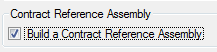 Contract Reference Assembly
Build a Contract Reference Assembly